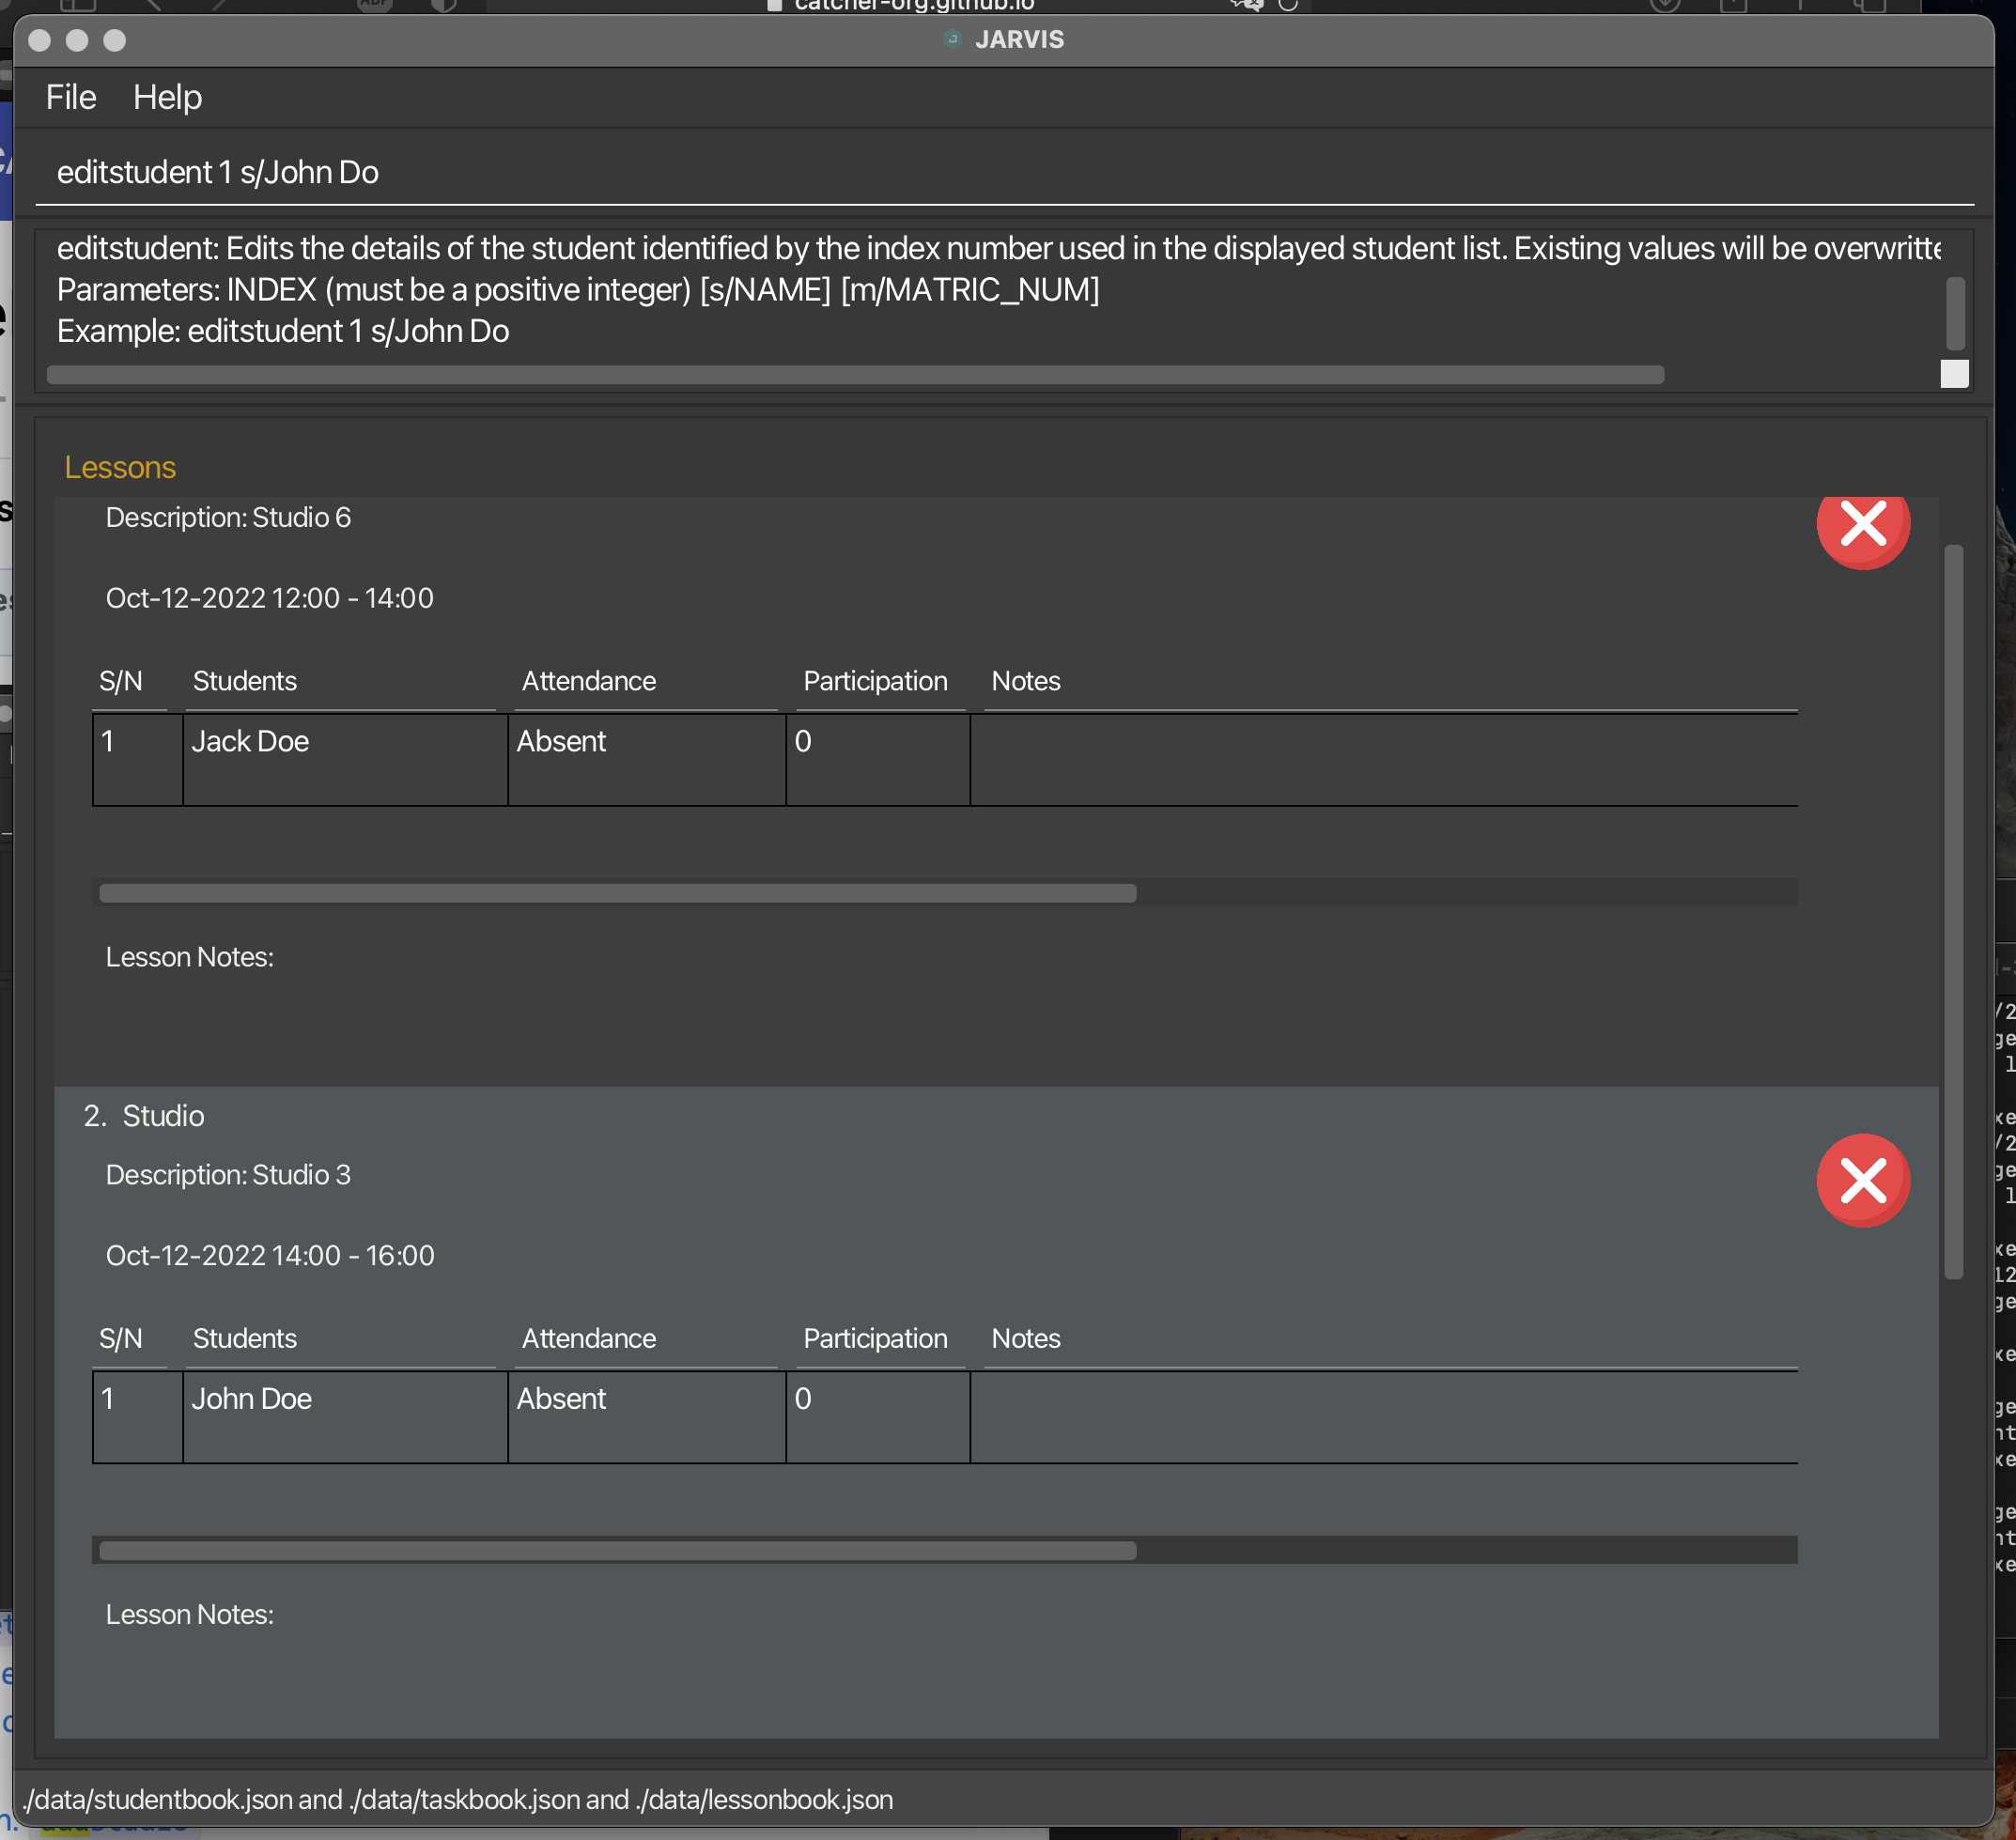 catcher-org.github.io
JARVIS
File Help
editstudent 1 s/John Do
editstudent: Edits the details of the student identified by the index number used in the displayed student list. Existing values will be overwritte
Parameters: INDEX (must be a positive integer) [s/NAME] [m/MATRIC_NUM]
Example: editstudent 1 s/John Do
Lessons
Description: Studio 6
Oct-12-2022 12:00 - 14:00
S/N Students Attendance Participation Notes
1 Jack Doe Absent 0
Lesson Notes:
2. Studio
Description: Studio 3
Oct-12-2022 14:00 - 16:00
S/N Students Attendance Participation Notes
1 John Doe Absent 0
Lesson Notes:
./data/studentbook.json and ./data/taskbook.json and ./data/lessonbook.json